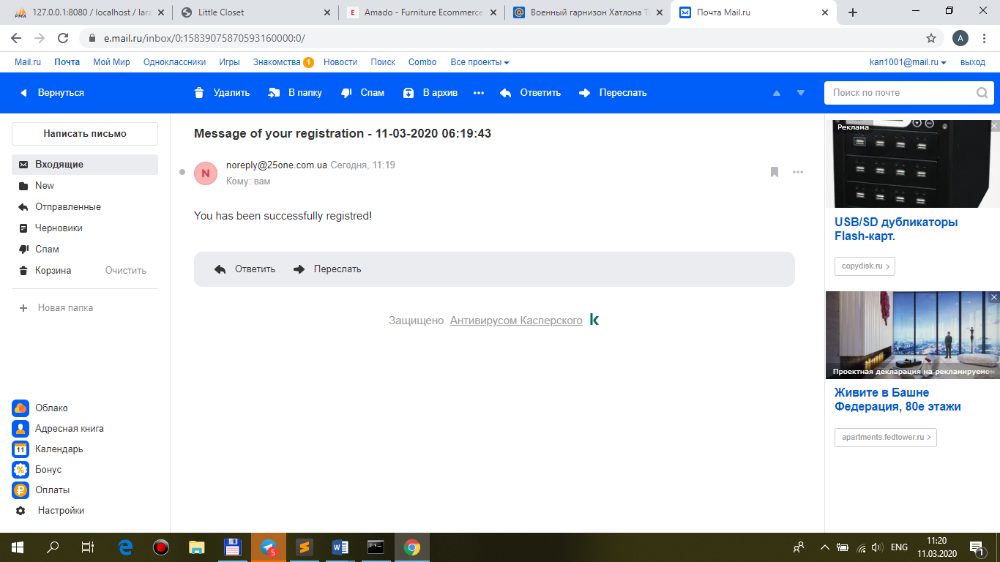 127.0.0.1:8080 / localhost / lara
Little Closet
Amado - Furniture Ecommerce
Военный гарнизон Хатлона Та
Почта Mail.ru
e.mail.ru/inbox/0:15839075870593160000:0/
A
Mail.ru Почта Мой Мир Одноклассники Игры Знакомства 1 Новости Поиск Combo Все проекты kan1001@mail.ru выход
Вернуться Удалить В папку Спам В архив Ответить Переслать Поиск по почте
Написать письмо
Входящие
New
Отправленные
Черновики
Спам
Корзина Очистить
Новая папка
Облако
Адресная книга
11 Календарь
Бонус
Оплаты
Настройки
Message of your registration - 11-03-2020 06:19:43
N
noreply@25one.com.ua Сегодня, 11:19
Кому: вам
You has been successfully registred!
Ответить Переслать
Защищено Антивирусом Касперского k
Реклама
USB/SD дубликаторы
Flash-карт.
copydisk.ru
Проектная декларация на рекламируемом
Живите в Башне
Федерация, 80е этажи
apartments.fedtower.ru
5
ENG
11:20
11.03.2020
1